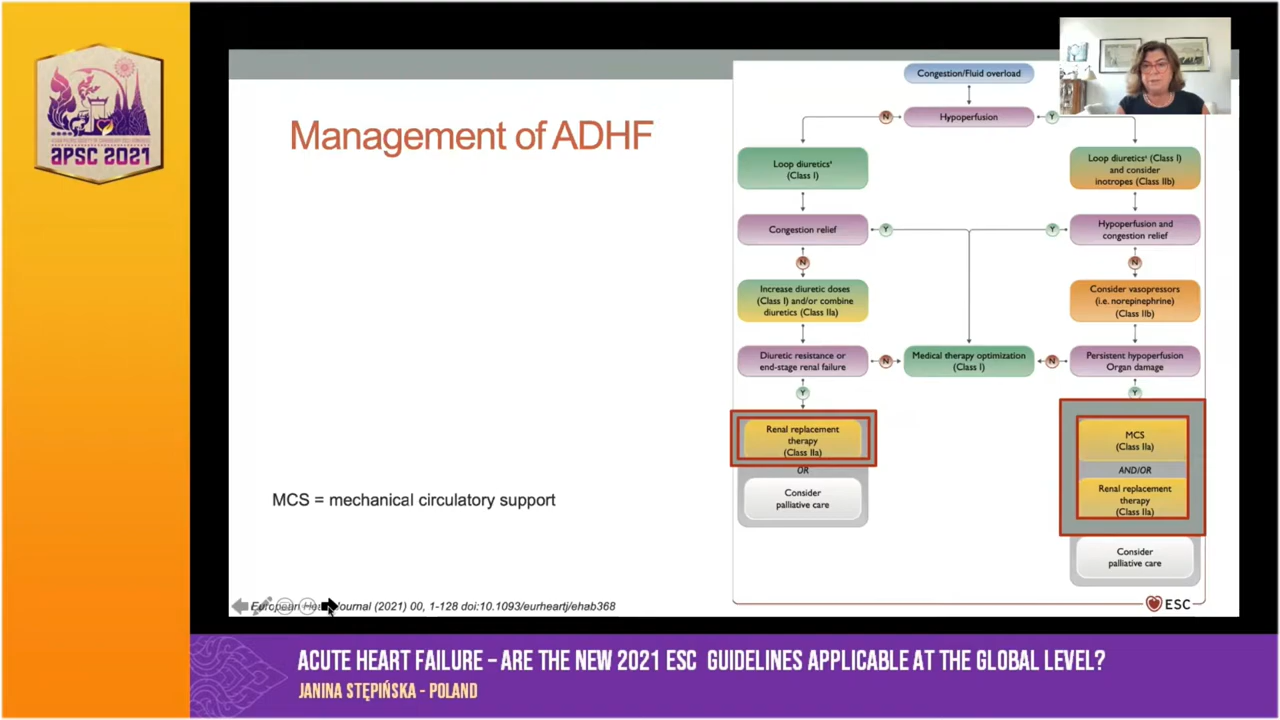 APSC 2021
Management of ADHF
MCS = mechanical circulatory support
Congestion/Fluid overload
N
Hypoperfusion
Y
Loop diureticsª
(Class I)
Loop diureticsª (Class I)
and consider
inotropes (Class IIb)
Congestion relief
Y
Y
Hypoperfusion and
congestion relief
N
N
Increase diuretic doses
(Class I) and/or combine
diuretics (Class IIa)
Consider vasopressors
(i.e. norepinephrine)
(Class IIb)
Diuretic resistance or
end-stage renal failure
N
Medical therapy optimization
(Class I)
N
Persistent hypoperfusion
Organ damage
Y
Y
Renal replacement
therapy
(Class IIa)
OR
Consider
palliative care
MCS
(Class IIa)
AND/OR
Renal replacement
therapy
(Class IIa)
Consider
palliative care
European Heart Journal (2021) 00, 1-128 doi:10.1093/eurheartj/ehab368
ESC
ACUTE HEART FAILURE – ARE THE NEW 2021 ESC GUIDELINES APPLICABLE AT THE GLOBAL LEVEL?
JANINA STĘPIŃSKA - POLAND